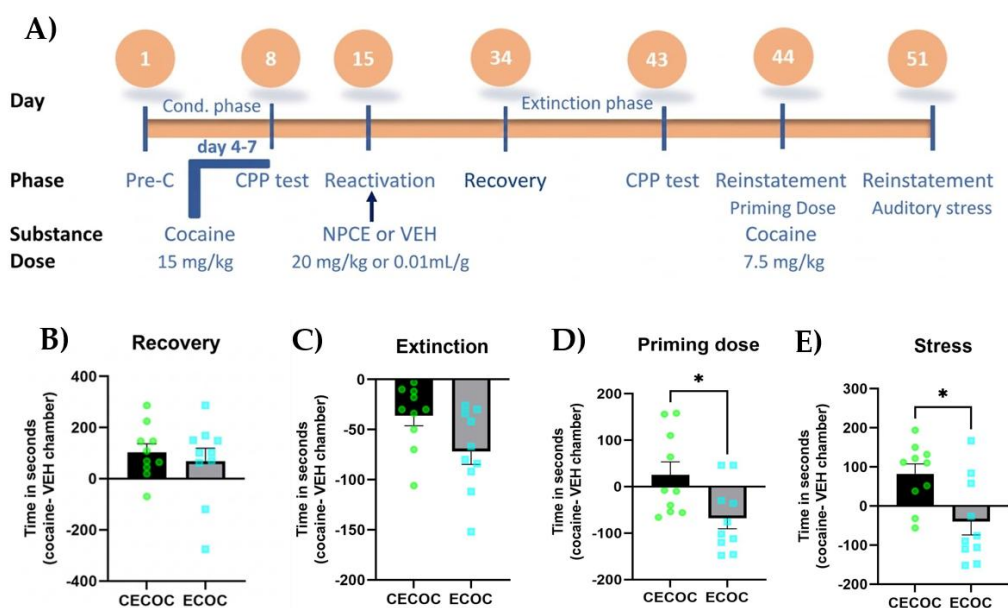 A)
1 8 15 34 43 44 51
Day
Cond. phase Extinction phase
day 4-7
Phase Pre-C CPP test Reactivation Recovery CPP test Reinstatement Reinstatement
Priming Dose Auditory stress
Substance Cocaine NPCE or VEH Cocaine
Dose 15 mg/kg 20 mg/kg or 0.01mL/g 7.5 mg/kg
B) Recovery
Time in seconds
(cocaine- VEH chamber)
400
200
0
-200
-400
CECOC ECOC
C) Extinction
Time in seconds
(cocaine- VEH chamber)
0
-50
-100
-150
-200
CECOC ECOC
D) Priming dose
*
Time in seconds
(cocaine- VEH chamber)
200
100
0
-100
-200
CECOC ECOC
E) Stress
*
Time in seconds
(cocaine- VEH chamber)
300
200
100
0
-100
-200
CECOC ECOC